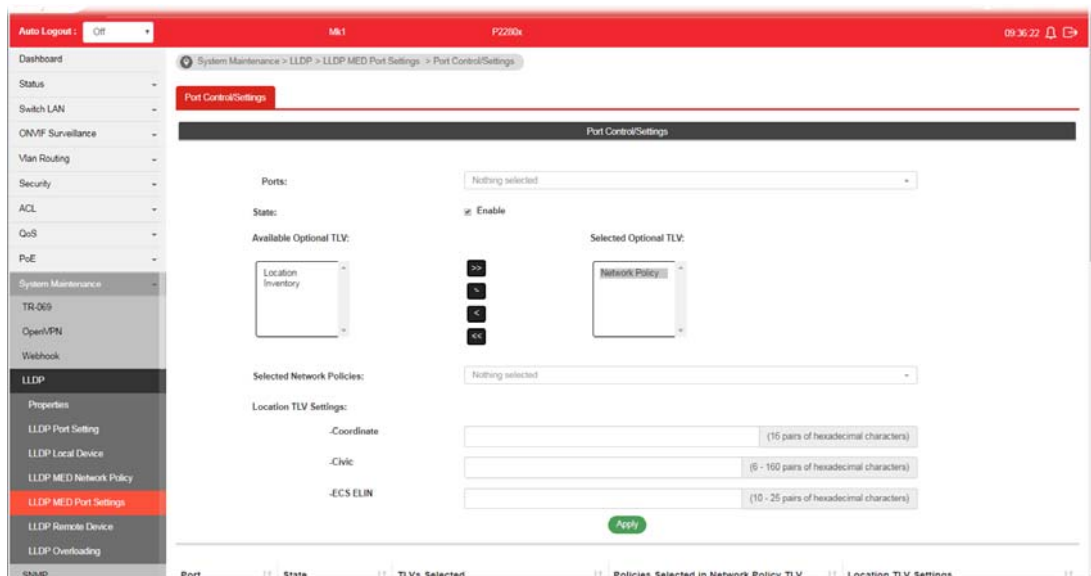 Auto Logout : Off Mk1 P2280x 09:36:22
Dashboard
Status
Switch LAN
ONVIF Surveillance
Vlan Routing
Security
ACL
QoS
PoE
System Maintenance
TR-069
OpenVPN
Webhook
LLDP
Properties
LLDP Port Setting
LLDP Local Device
LLDP MED Network Policy
LLDP MED Port Settings
LLDP Remote Device
LLDP Overloading
SNMP
System Maintenance > LLDP > LLDP MED Port Settings > Port Control/Settings
Port Control/Settings
Port Control/Settings
Ports: Nothing selected
State: Enable
Available Optional TLV: Selected Optional TLV:
Location
Inventory
>>
<
<<
Network Policy
Selected Network Policies: Nothing selected
Location TLV Settings:
-Coordinate (16 pairs of hexadecimal characters)
-Civic (6 - 160 pairs of hexadecimal characters)
-ECS ELIN (10 - 25 pairs of hexadecimal characters)
Apply
Port State TLVs Selected Policies Selected in Network Policy TLV Location TLV Settings